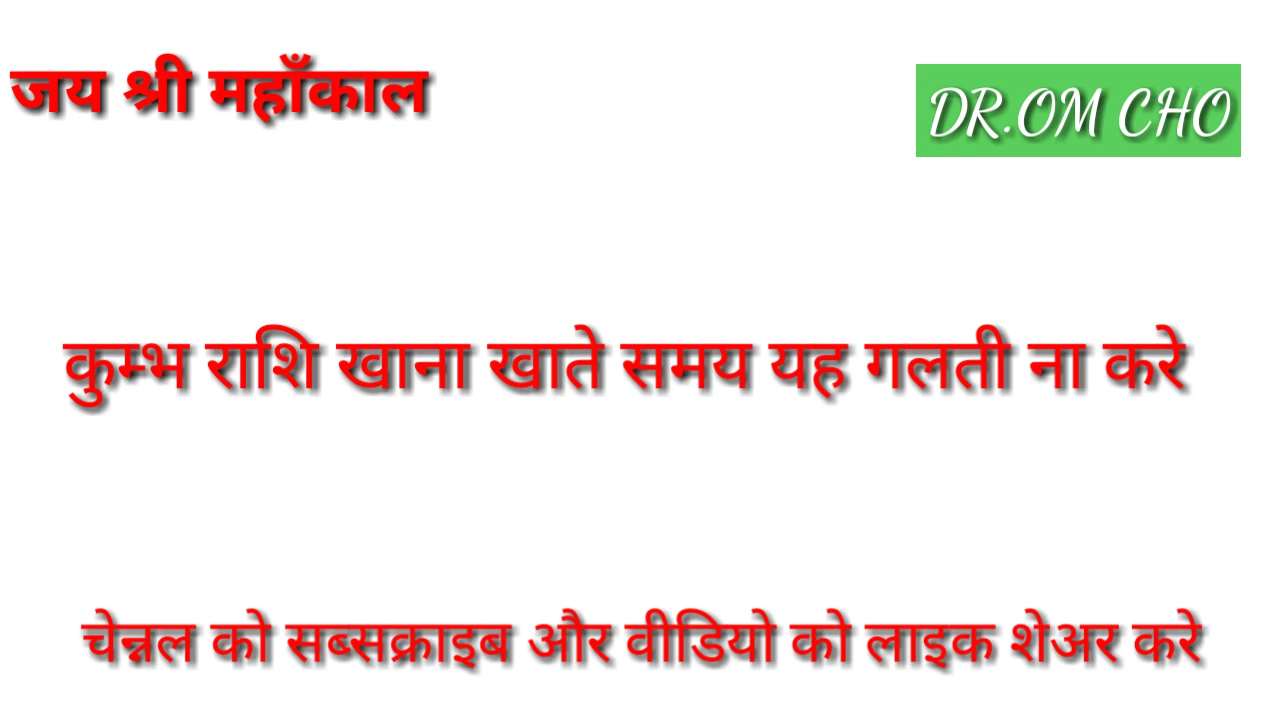 जय श्री महाँकाल
DR.OM CHO
कुम्भ राशि खाना खाते समय यह गलती ना करे
चेन्नल को सब्सक्राइब और वीडियो को लाइक शेअर करे